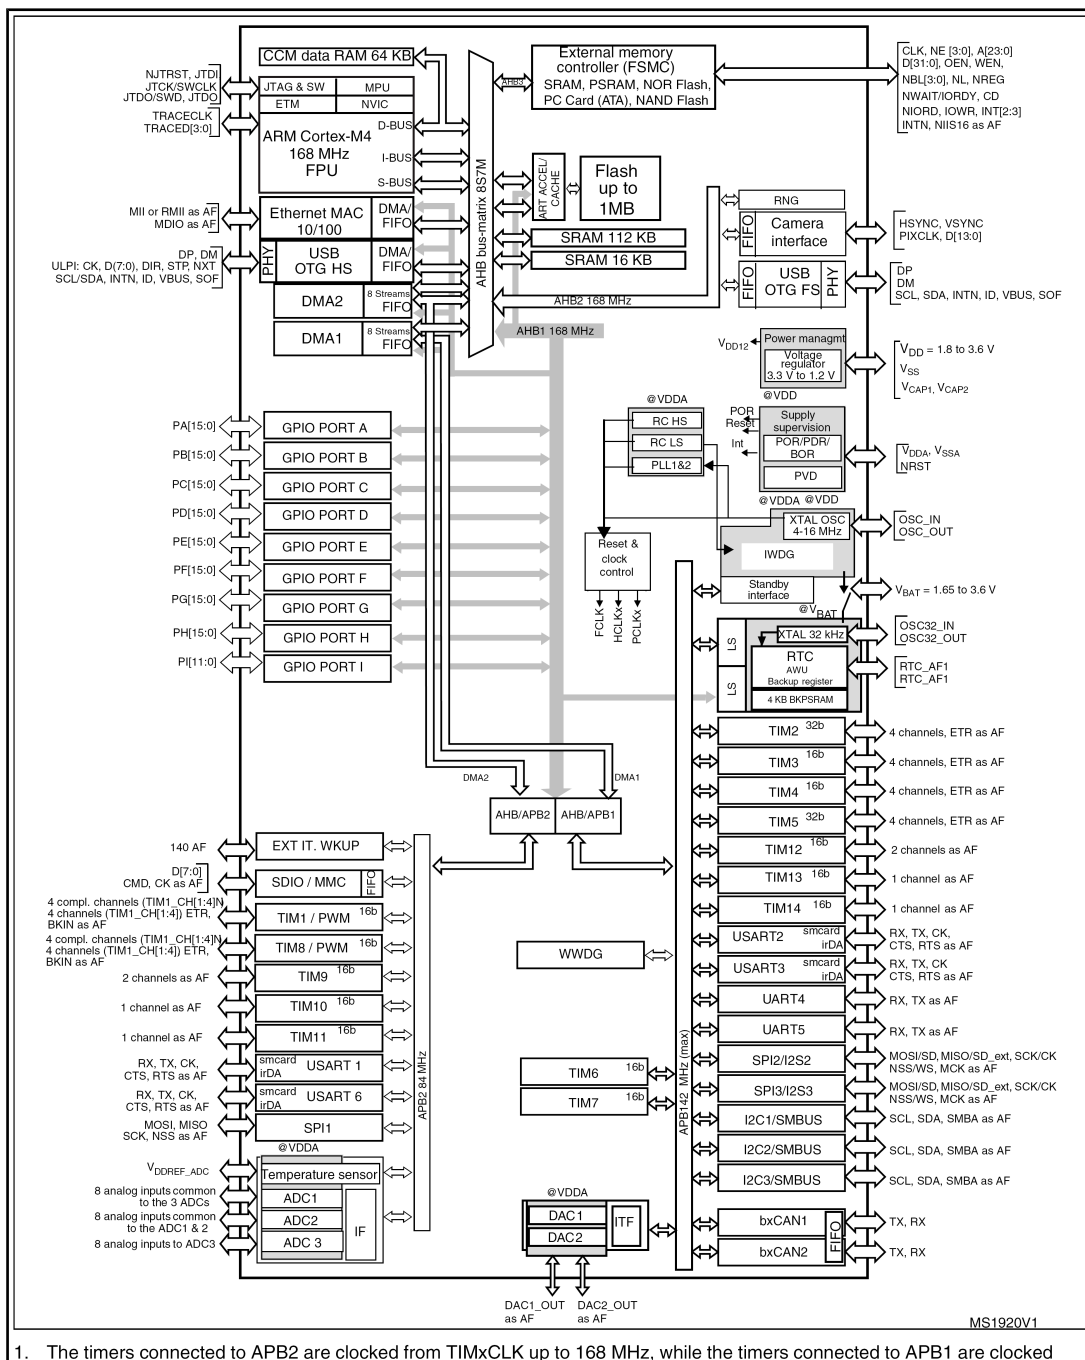 CCM data RAM 64 KB
External memory
controller (FSMC)
SRAM, PSRAM, NOR Flash,
PC Card (ATA), NAND Flash
CLK, NE [3:0], A[23:0]
D[31:0], OEN, WEN,
NBL[3:0], NL, NREG
NWAIT/IORDY, CD
NIORD, IOWR, INT[2:3]
INTN, NIIS16 as AF
AHB3
NJTRST, JTDI
JTCK/SWCLK
JTDO/SWD, JTDO
TRACECLK
TRACED[3:0]
JTAG & SW
MPU
ETM
NVIC
ARM Cortex-M4
168 MHz
FPU
D-BUS
I-BUS
S-BUS
AHB bus-matrix 8S7M
ART ACCEL/
CACHE
Flash
up to
1MB
SRAM 112 KB
SRAM 16 KB
AHB2 168 MHz
AHB1 168 MHz
MII or RMII as AF
MDIO as AF
Ethernet MAC
10/100
DMA/
FIFO
DP, DM
ULPI: CK, D(7:0), DIR, STP, NXT
SCL/SDA, INTN, ID, VBUS, SOF
PHY
USB
OTG HS
DMA/
FIFO
DMA2
8 Streams
FIFO
DMA1
8 Streams
FIFO
RNG
FIFO
Camera
interface
HSYNC, VSYNC
PIXCLK, D[13:0]
FIFO
USB
OTG FS
PHY
DP
DM
SCL, SDA, INTN, ID, VBUS, SOF
VDD12
Power managmt
Voltage
regulator
3.3 V to 1.2 V
@VDD
VDD = 1.8 to 3.6 V
VSS
VCAP1, VCAP2
@VDDA
RC HS
RC LS
PLL1&2
POR
Reset
Int
Supply
supervision
POR/PDR/
BOR
PVD
VDDA, VSSA
NRST
@VDDA @VDD
XTAL OSC
4-16 MHz
OSC_IN
OSC_OUT
IWDG
Standby
interface
VBAT = 1.65 to 3.6 V
@VBAT
Reset &
clock
control
FCLK
HCLKx
PCLKx
LS
LS
XTAL 32 kHz
OSC32_IN
OSC32_OUT
RTC
AWU
Backup register
4 KB BKPSRAM
RTC_AF1
RTC_AF1
PA[15:0]
GPIO PORT A
PB[15:0]
GPIO PORT B
PC[15:0]
GPIO PORT C
PD[15:0]
GPIO PORT D
PE[15:0]
GPIO PORT E
PF[15:0]
GPIO PORT F
PG[15:0]
GPIO PORT G
PH[15:0]
GPIO PORT H
PI[11:0]
GPIO PORT I
DMA2
DMA1
AHB/APB2
AHB/APB1
TIM2 32b
4 channels, ETR as AF
TIM3 16b
4 channels, ETR as AF
TIM4 16b
4 channels, ETR as AF
TIM5 32b
4 channels, ETR as AF
TIM12 16b
2 channels as AF
TIM13 16b
1 channel as AF
TIM14 16b
1 channel as AF
USART2 smcard
irDA
RX, TX, CK,
CTS, RTS as AF
USART3 smcard
irDA
RX, TX, CK
CTS, RTS as AF
UART4
RX, TX as AF
UART5
RX, TX as AF
SPI2/I2S2
MOSI/SD, MISO/SD_ext, SCK/CK
NSS/WS, MCK as AF
SPI3/I2S3
MOSI/SD, MISO/SD_ext, SCK/CK
NSS/WS, MCK as AF
I2C1/SMBUS
SCL, SDA, SMBA as AF
I2C2/SMBUS
SCL, SDA, SMBA as AF
I2C3/SMBUS
SCL, SDA, SMBA as AF
bxCAN1
TX, RX
bxCAN2
TX, RX
FIFO
APB142 MHz (max)
WWDG
TIM6 16b
TIM7 16b
@VDDA
DAC1
DAC2
ITF
DAC1_OUT
as AF
DAC2_OUT
as AF
140 AF
EXT IT. WKUP
D[7:0]
CMD, CK as AF
SDIO / MMC
FIFO
4 compl. channels (TIM1_CH[1:4]N
4 channels (TIM1_CH[1:4]) ETR,
BKIN as AF
TIM1 / PWM 16b
4 compl. channels (TIM1_CH[1:4]N
4 channels (TIM1_CH[1:4]) ETR,
BKIN as AF
TIM8 / PWM 16b
2 channels as AF
TIM9 16b
1 channel as AF
TIM10 16b
1 channel as AF
TIM11 16b
RX, TX, CK,
CTS, RTS as AF
smcard
irDA
USART 1
RX, TX, CK,
CTS, RTS as AF
smcard
irDA
USART 6
MOSI, MISO
SCK, NSS as AF
SPI1
APB2 84 MHz
@VDDA
VDDREF_ADC
Temperature sensor
8 analog inputs common
to the 3 ADCs
ADC1
8 analog inputs common
to the ADC1 & 2
ADC2
8 analog inputs to ADC3
ADC 3
IF
MS1920V1
1. The timers connected to APB2 are clocked from TIMxCLK up to 168 MHz, while the timers connected to APB1 are clocked